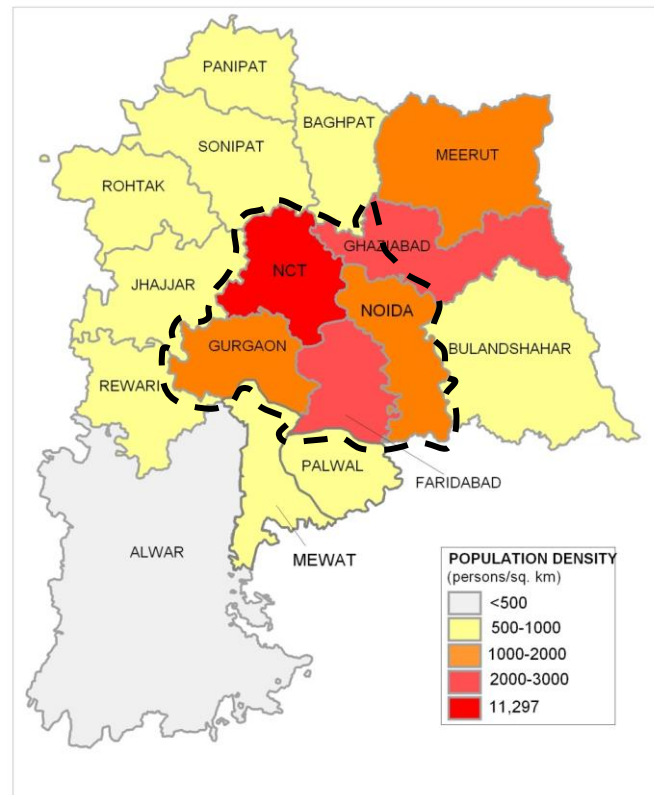 PANIPAT
BAGHPAT
SONIPAT
MEERUT
ROHTAK
GHAZIABAD
NCT
JHAJJAR
NOIDA
GURGAON
BULANDSHAHAR
REWARI
PALWAL
FARIDABAD
ALWAR
MEWAT
POPULATION DENSITY
(persons/sq. km)
<500
500-1000
1000-2000
2000-3000
11,297